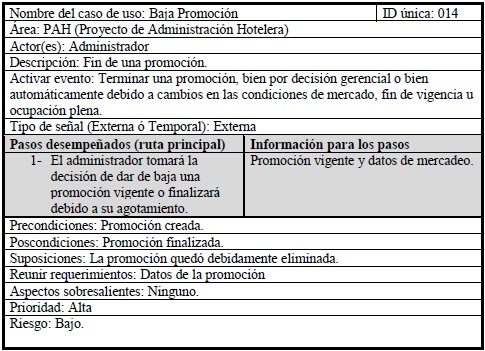 Nombre del caso de uso: Baja Promoción
ID única: 014
Área: PAH (Proyecto de Administración Hotelera)
Actor(es): Administrador
Descripción: Fin de una promoción.
Activar evento: Terminar una promoción, bien por decisión gerencial o bien
automáticamente debido a cambios en las condiciones de mercado, fin de vigencia u
ocupación plena.
Tipo de señal (Externa ó Temporal): Externa
Pasos desempeñados (ruta principal)
Información para los pasos
1- El administrador tomará la
decisión de dar de baja una
promoción vigente o finalizará
debido a su agotamiento.
Promoción vigente y datos de mercadeo.
Precondiciones: Promoción creada.
Poscondiciones: Promoción finalizada.
Suposiciones: La promoción quedó debidamente eliminada.
Reunir requerimientos: Datos de la promoción
Aspectos sobresalientes: Ninguno.
Prioridad: Alta
Riesgo: Bajo.